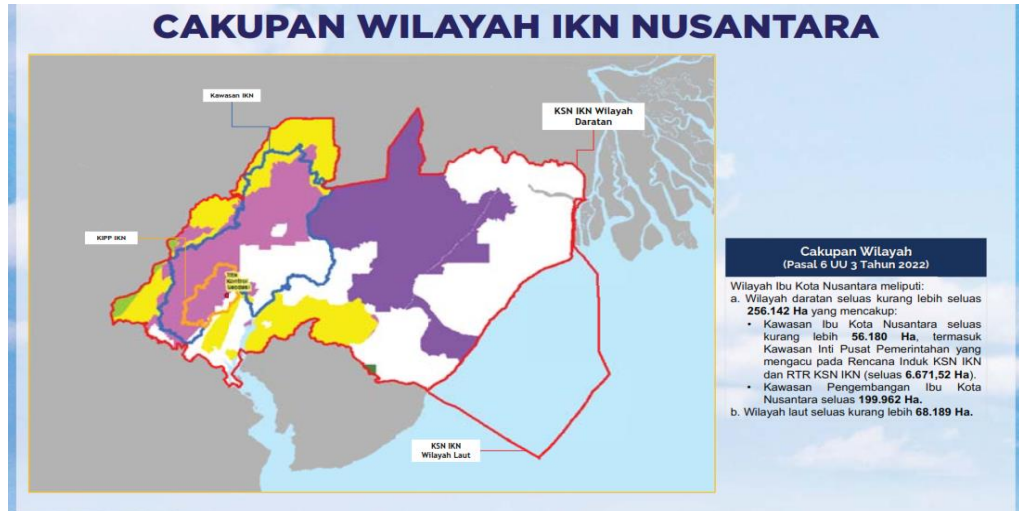 CAKUPAN WILAYAH IKN NUSANTARA
Kawasan IKN
KSN IKN Wilayah
Daratan
KIPP IKN
Titik
Kontrol
Geodesi
KSN IKN
Wilayah Laut
Cakupan Wilayah
(Pasal 6 UU 3 Tahun 2022)
Wilayah Ibu Kota Nusantara meliputi:
a. Wilayah daratan seluas kurang lebih seluas
256.142 Ha yang mencakup:
• Kawasan Ibu Kota Nusantara seluas
kurang lebih 56.180 Ha, termasuk
Kawasan Inti Pusat Pemerintahan yang
mengacu pada Rencana Induk KSN IKN
dan RTR KSN IKN (seluas 6.671,52 Ha).
• Kawasan Pengembangan Ibu Kota
Nusantara seluas 199.962 Ha.
b. Wilayah laut seluas kurang lebih 68.189 Ha.